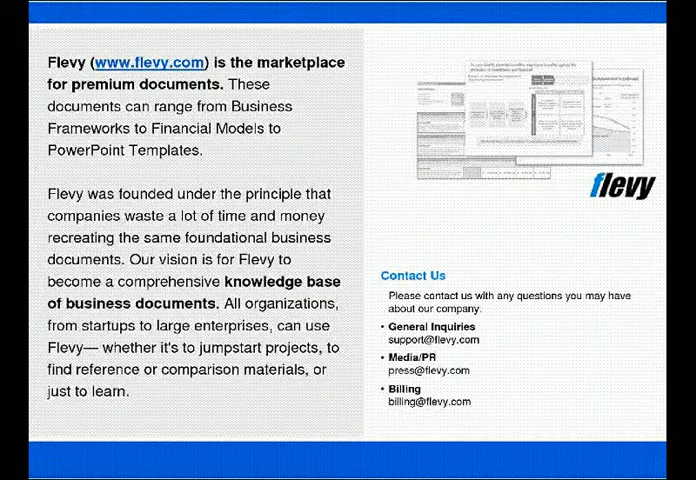 Flevy (www.flevy.com) is the marketplace
for premium documents. These
documents can range from Business
Frameworks to Financial Models to
PowerPoint Templates.
Flevy was founded under the principle that
companies waste a lot of time and money
recreating the same foundational business
documents. Our vision is for Flevy to
become a comprehensive knowledge base
of business documents. All organizations,
from startups to large enterprises, can use
Flevy— whether it's to jumpstart projects, to
find reference or comparison materials, or
just to learn.
flevy
Contact Us
Please contact us with any questions you may have
about our company.
• General Inquiries
support@flevy.com
• Media/PR
press@flevy.com
• Billing
billing@flevy.com